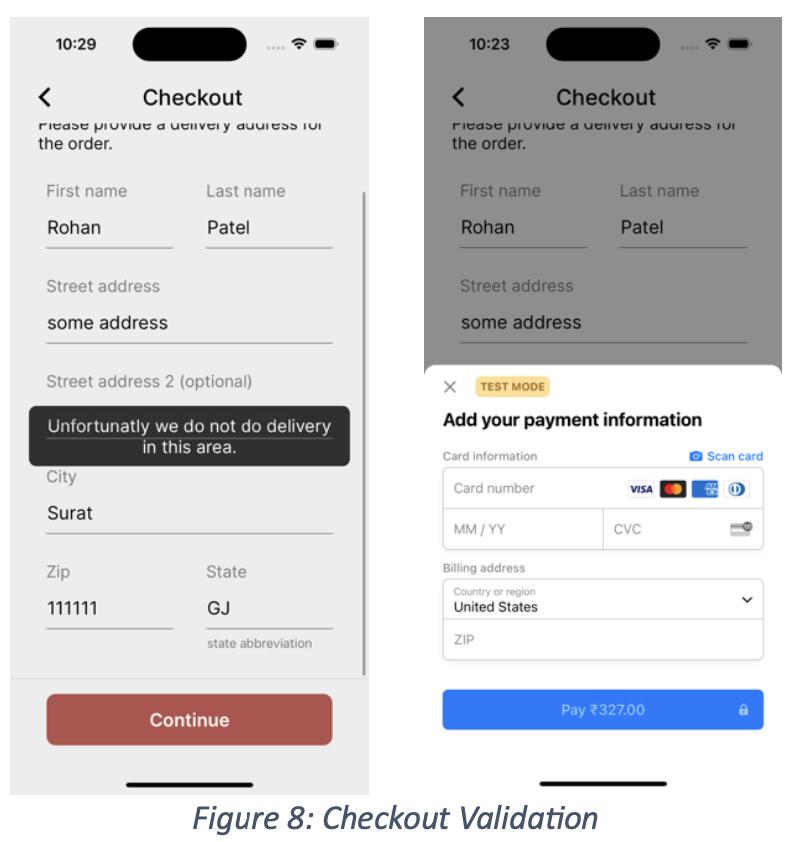 10:29
Checkout
Please provide a delivery address for
the order.
First name Last name
Rohan Patel
Street address
some address
Street address 2 (optional)
Unfortunatly we do not do delivery
in this area.
City
Surat
Zip State
111111 GJ
state abbreviation
Continue
10:23
Checkout
Please provide a delivery address for
the order.
First name Last name
Rohan Patel
Street address
some address
TEST MODE
Add your payment information
Card information Scan card
Card number VISA AM EX
MM / YY CVC
Billing address
Country or region
United States
ZIP
Pay ₹327.00
Figure 8: Checkout Validation